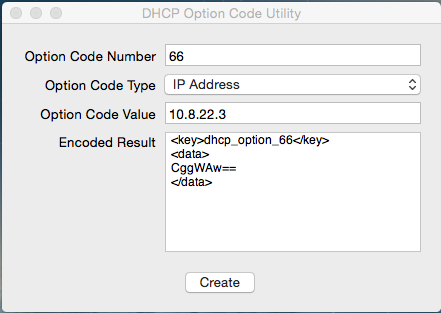 DHCP Option Code Utility
Option Code Number 66
Option Code Type IP Address
Option Code Value 10.8.22.3
Encoded Result <key>dhcp_option_66</key>
<data>
CggWAw==
</data>
Create